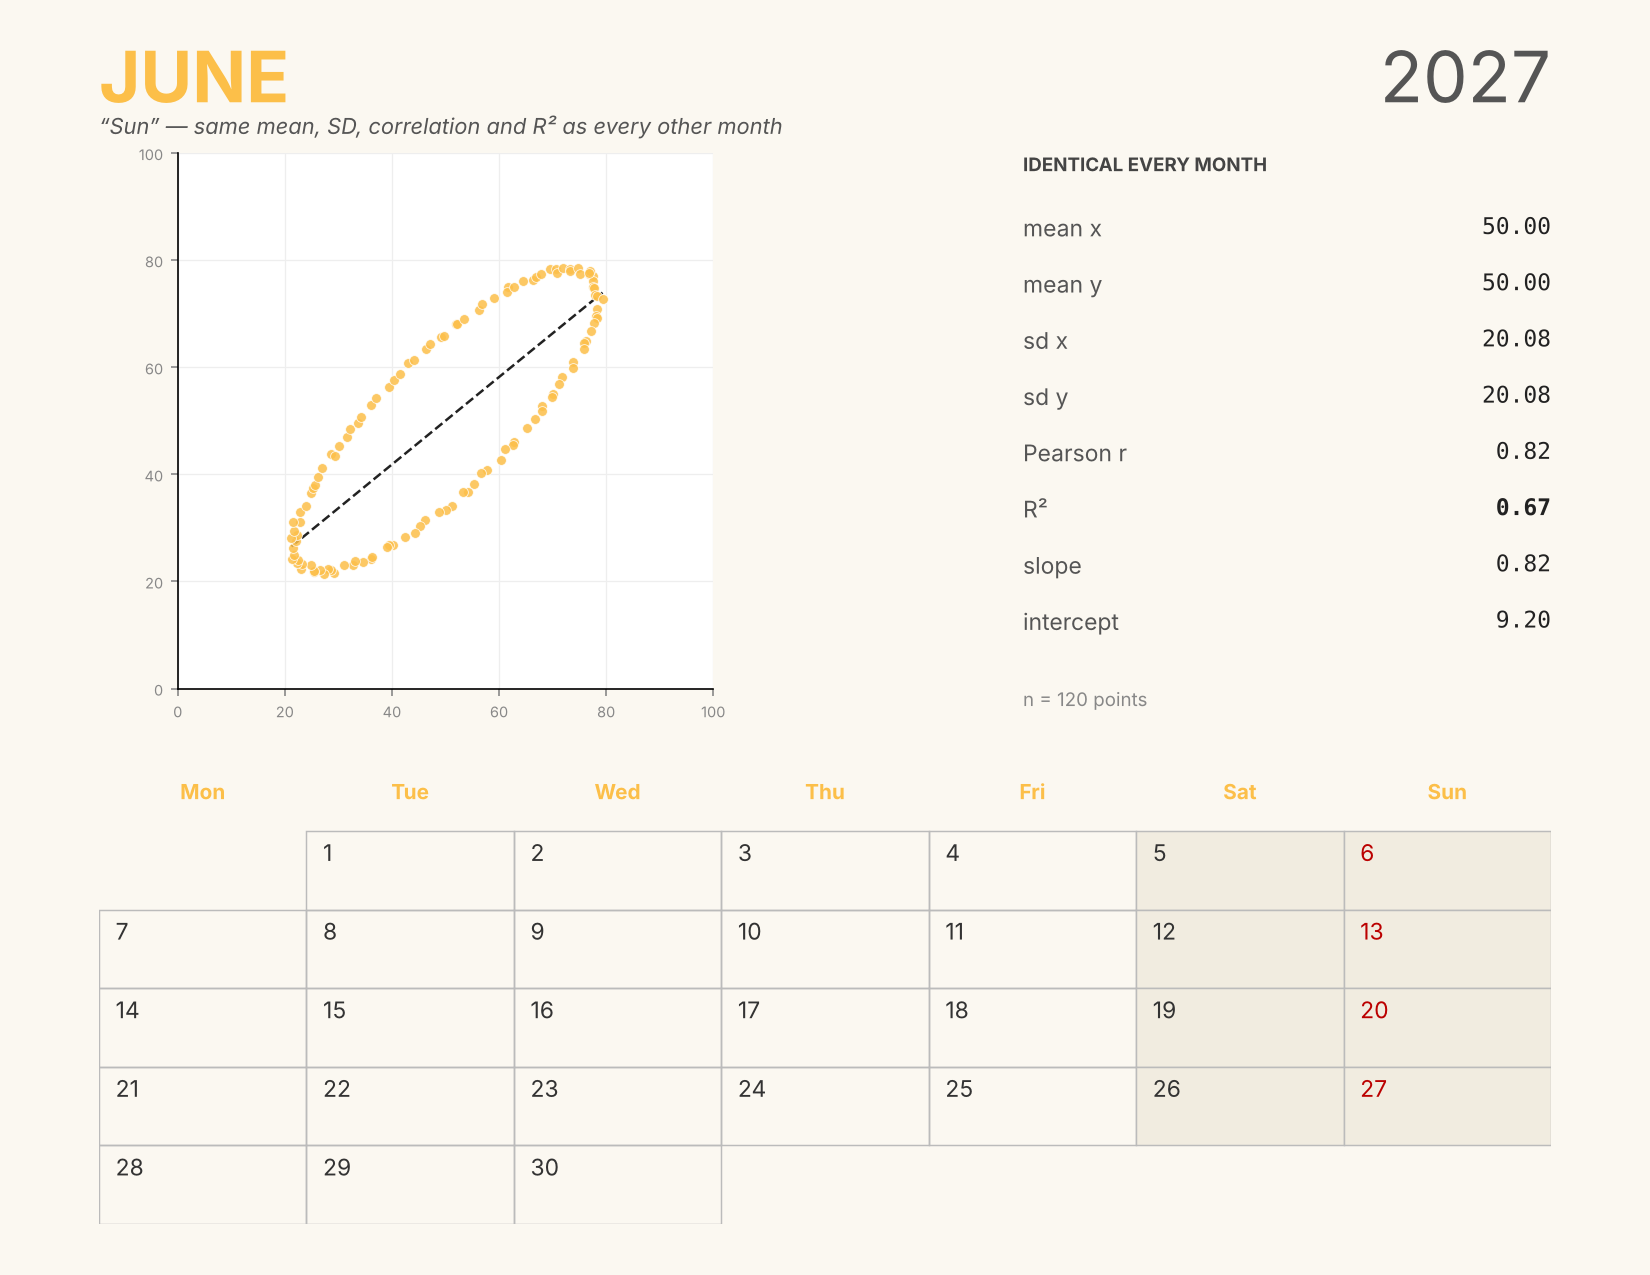 JUNE 2027
“Sun” — same mean, SD, correlation and R² as every other month
100
80
60
40
20
0
0 20 40 60 80 100
IDENTICAL EVERY MONTH
mean x 50.00
mean y 50.00
sd x 20.08
sd y 20.08
Pearson r 0.82
R² 0.67
slope 0.82
intercept 9.20
n = 120 points
Mon Tue Wed Thu Fri Sat Sun
1 2 3 4 5 6
7 8 9 10 11 12 13
14 15 16 17 18 19 20
21 22 23 24 25 26 27
28 29 30